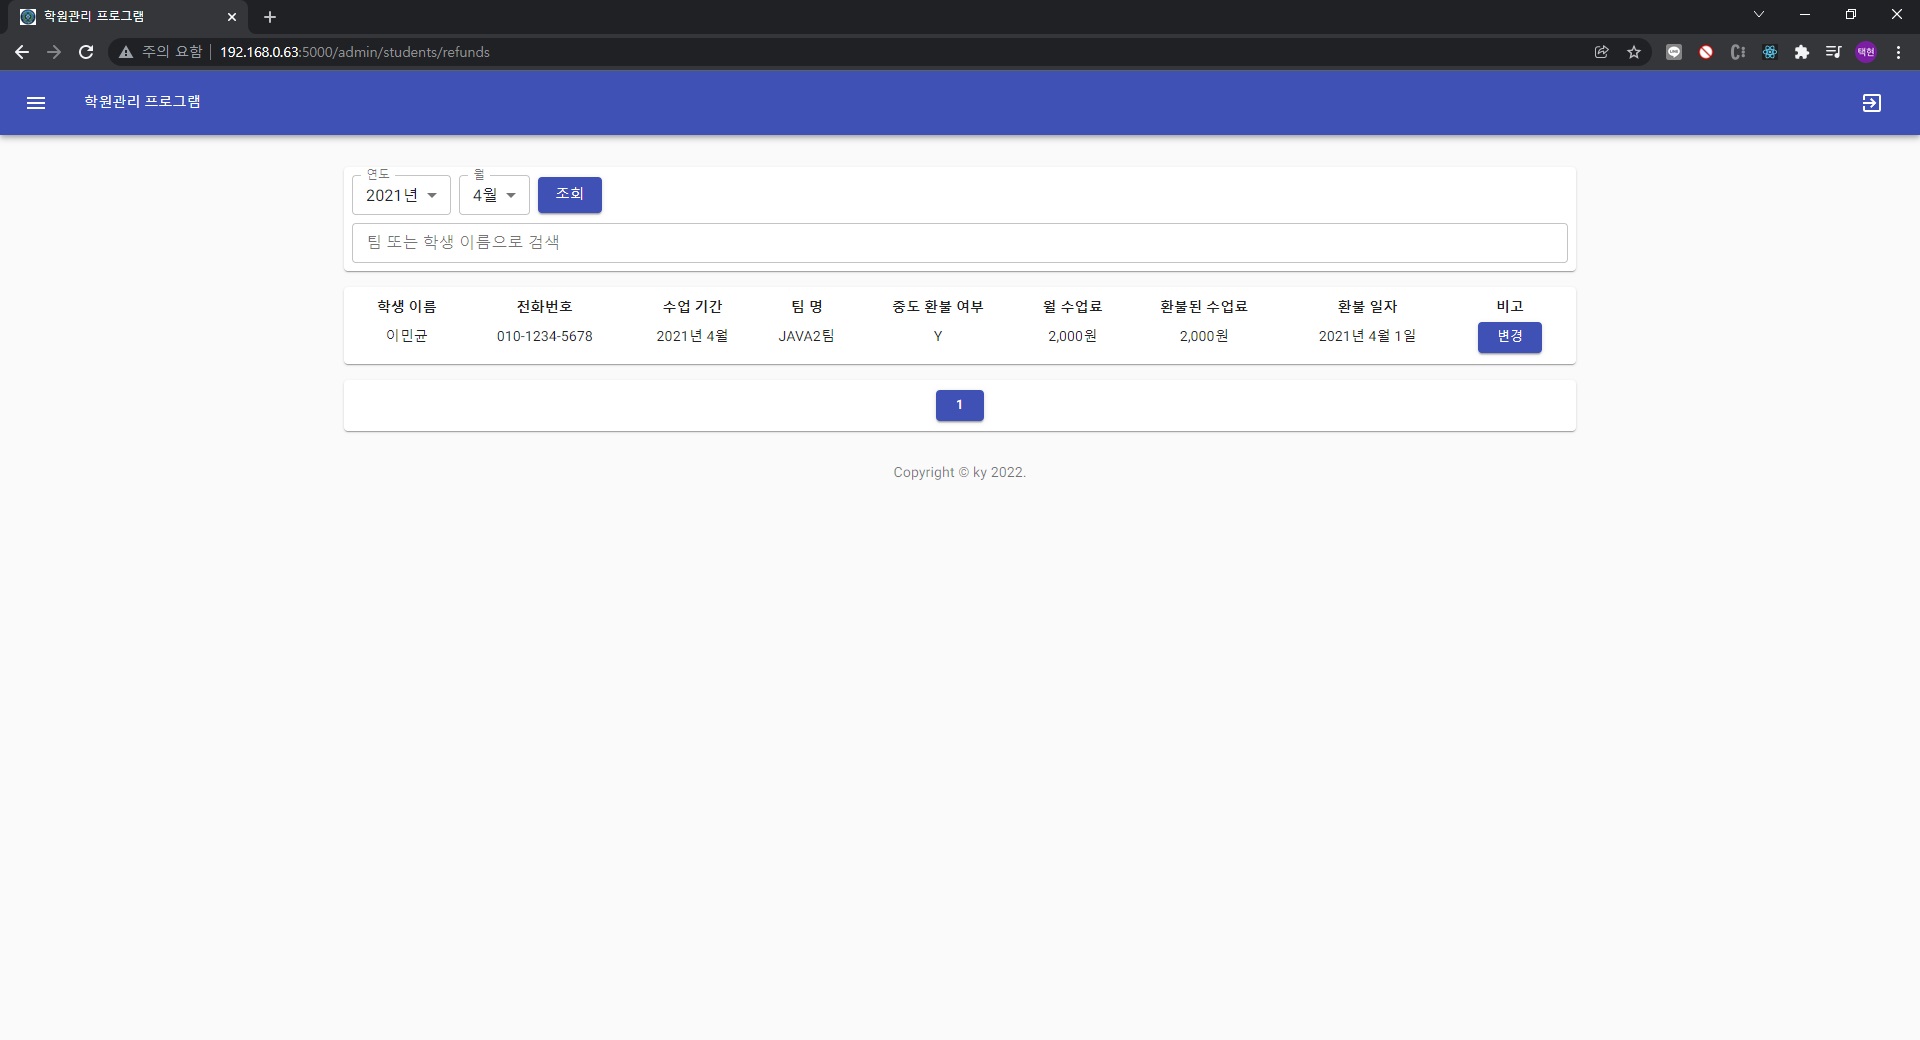 학원관리 프로그램
주의 요함 192.168.0.63:5000/admin/students/refunds
택현
학원관리 프로그램
연도 월
2021년 4월 조회
팀 또는 학생 이름으로 검색
학생 이름 전화번호 수업 기간 팀 명 중도 환불 여부 월 수업료 환불된 수업료 환불 일자 비고
이민균 010-1234-5678 2021년 4월 JAVA2팀 Y 2,000원 2,000원 2021년 4월 1일 변경
1
Copyright © ky 2022.